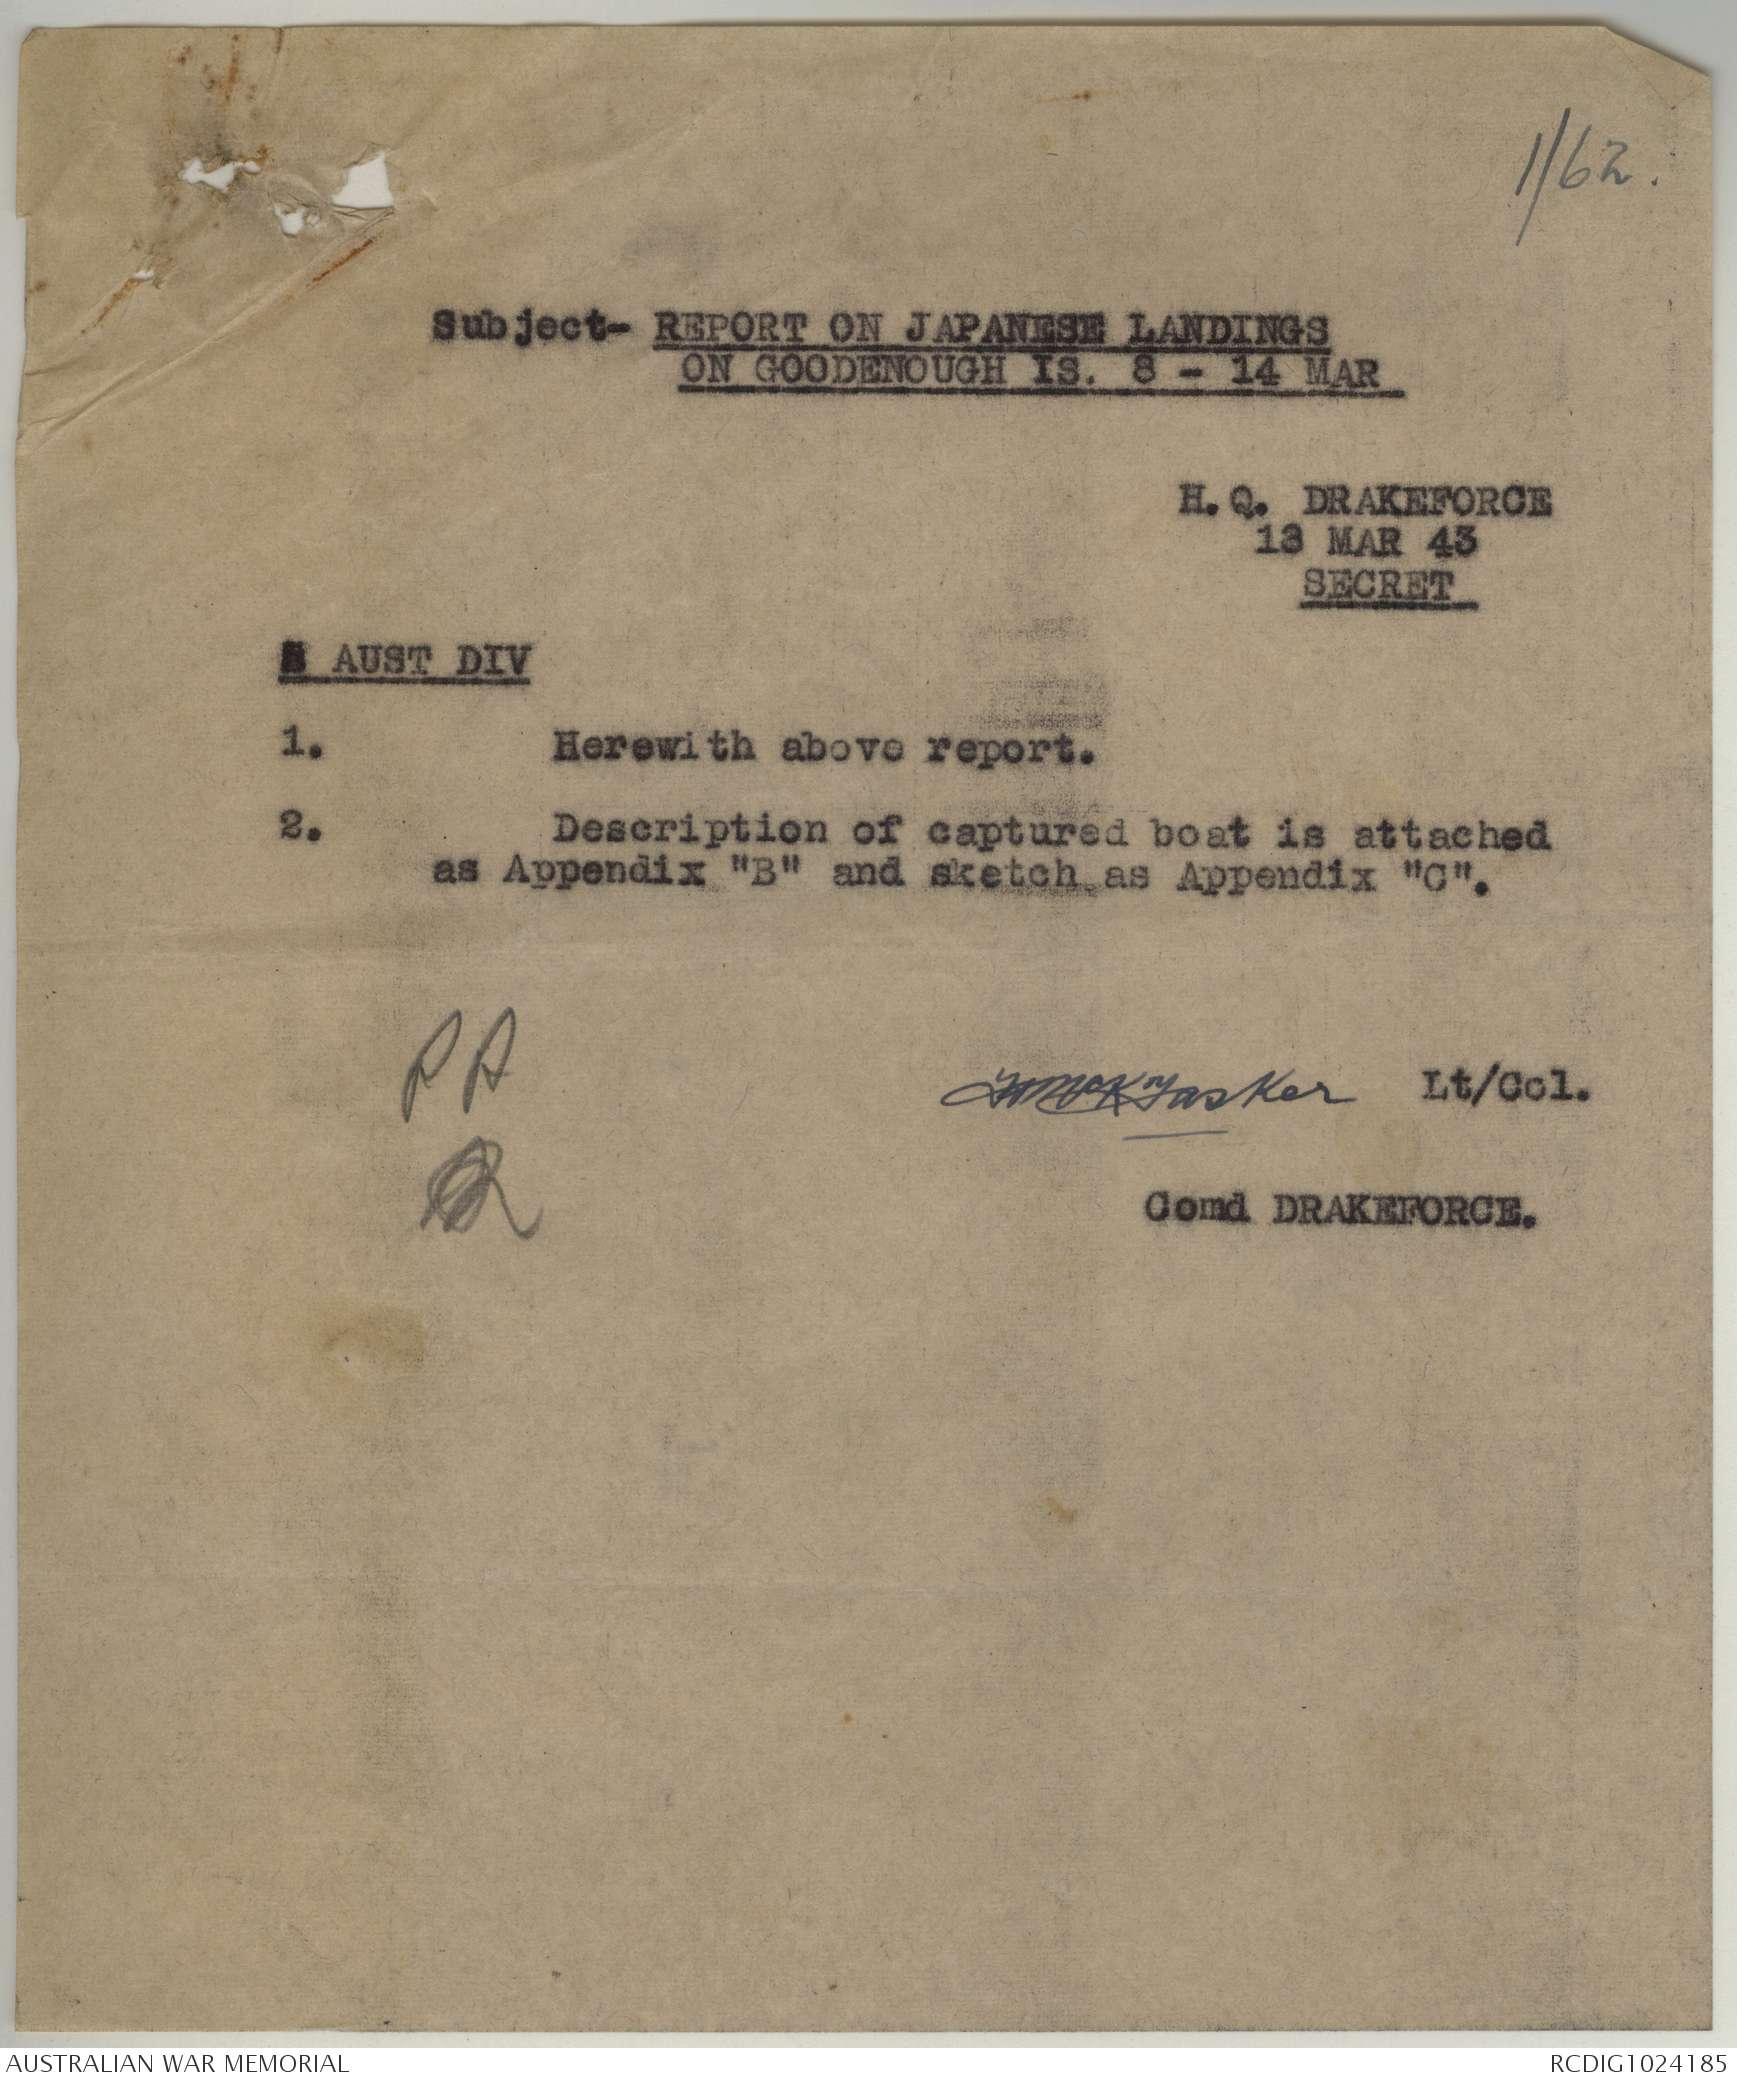 1/62.
Subject- REPORT ON JAPANESE LANDINGS
ON GOODENOUGH IS. 8 - 14 MAR
H.Q. DRAKEFORCE
13 MAR 43
SECRET
5 AUST DIV
1. Herewith above report.
2. Description of captured boat is attached
as Appendix "B" and sketch as Appendix "C".
PA
HMcKTasker Lt/Col.
Comd DRAKEFORCE.
AUSTRALIAN WAR MEMORIAL
RCDIG1024185